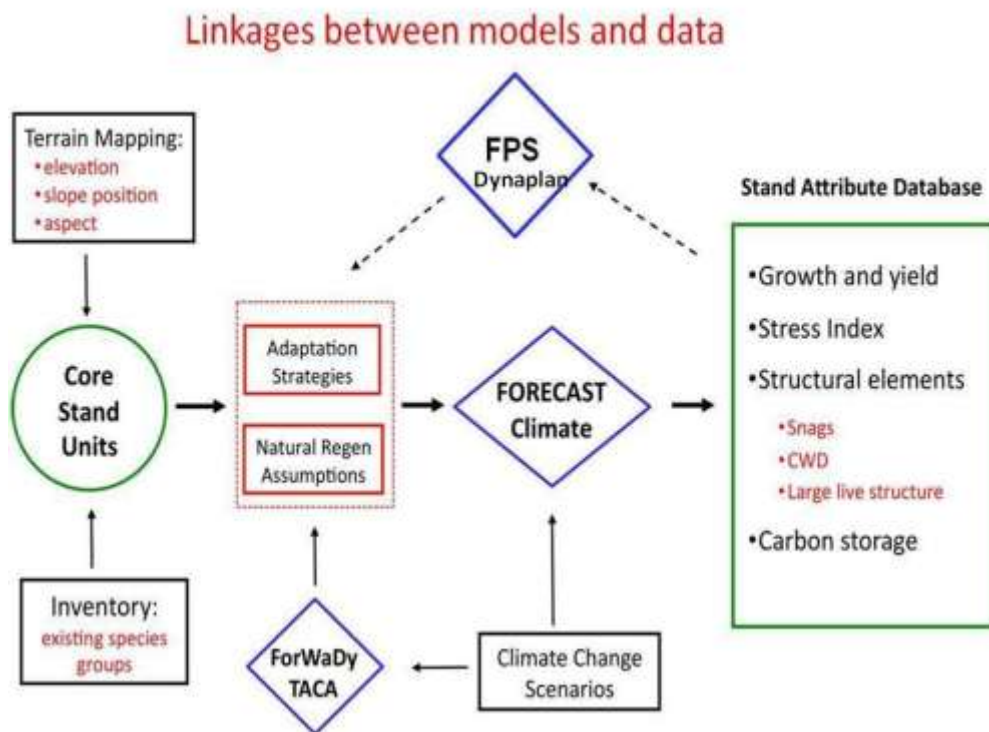 Linkages between models and data
Terrain Mapping:
•elevation
•slope position
•aspect
FPS
Dynaplan
Stand Attribute Database
•Growth and yield
•Stress Index
•Structural elements
•Snags
•CWD
•Large live structure
•Carbon storage
Core
Stand
Units
Adaptation
Strategies
Natural Regen
Assumptions
FORECAST
Climate
Inventory:
existing species
groups
ForWaDy
TACA
Climate Change
Scenarios